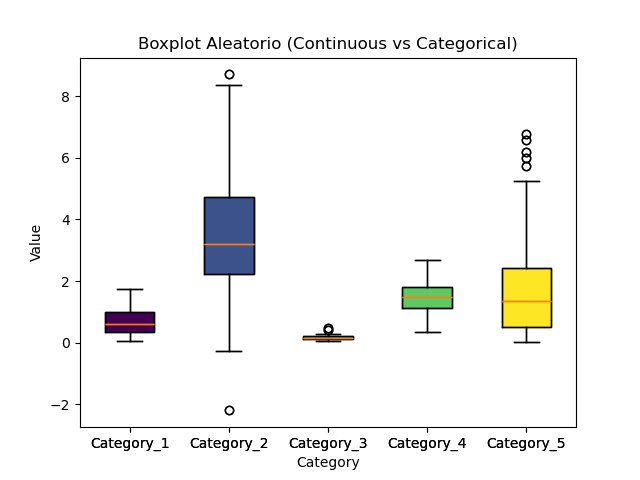 Boxplot Aleatorio (Continuous vs Categorical)
Value
8
6
4
2
0
−2
Category_1 Category_2 Category_3 Category_4 Category_5
Category